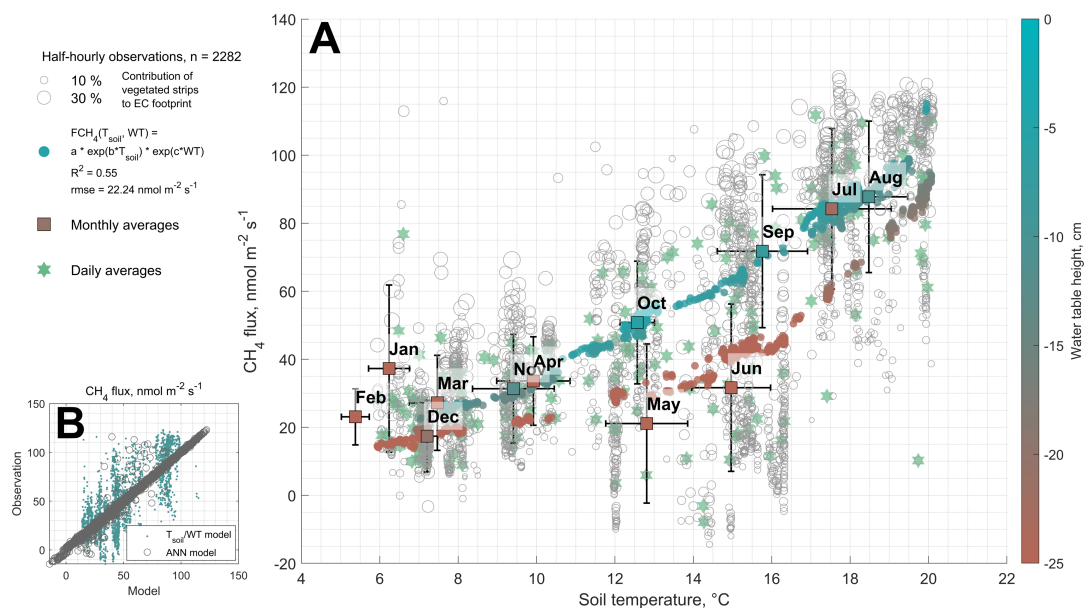 A
Half-hourly observations, n = 2282
10 %
30 %
Contribution of
vegetated strips
to EC footprint
FCH4(Tsoil, WT) =
a * exp(b*Tsoil) * exp(c*WT)
R2 = 0.55
rmse = 22.24 nmol m-2 s-1
Monthly averages
Daily averages
140
120
100
80
60
40
20
0
-20
CH4 flux, nmol m-2 s-1
4
6
8
10
12
14
16
18
20
22
Soil temperature, °C
Jan
Feb
Mar
Dec
Nov
Apr
Oct
May
Jun
Sep
Jul
Aug
0
-5
-10
-15
-20
-25
Water table height, cm
CH4 flux, nmol m-2 s-1
B
150
100
50
0
Observation
0
50
100
150
Model
Tsoil/WT model
ANN model